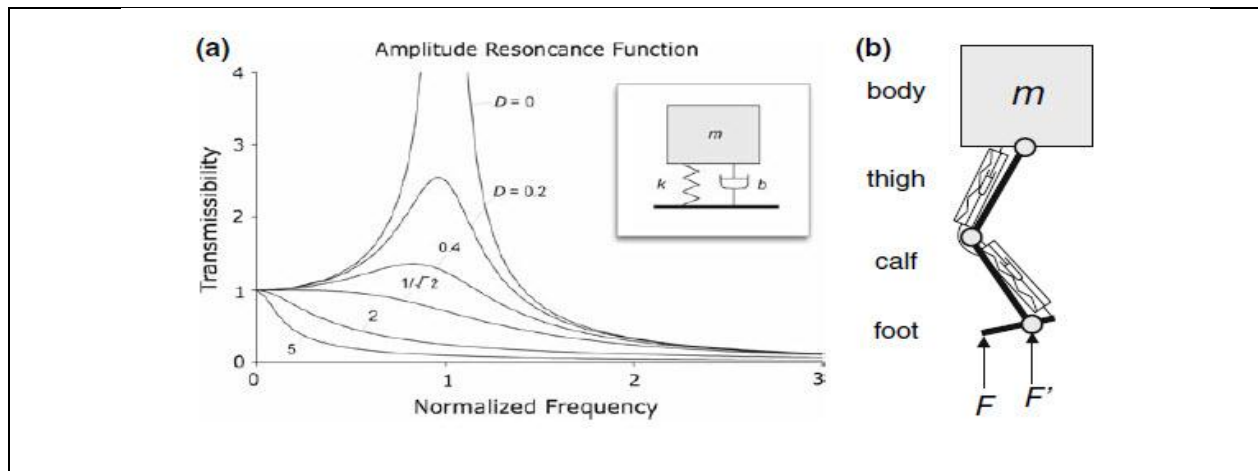 (a)
Amplitude Resoncance Function
4
3
2
1
0
Transmissibility
D = 0
D = 0.2
0.4
1/√2
2
5
m
k
b
0
1
2
3
Normalized Frequency
(b)
body
m
thigh
calf
foot
F
F'